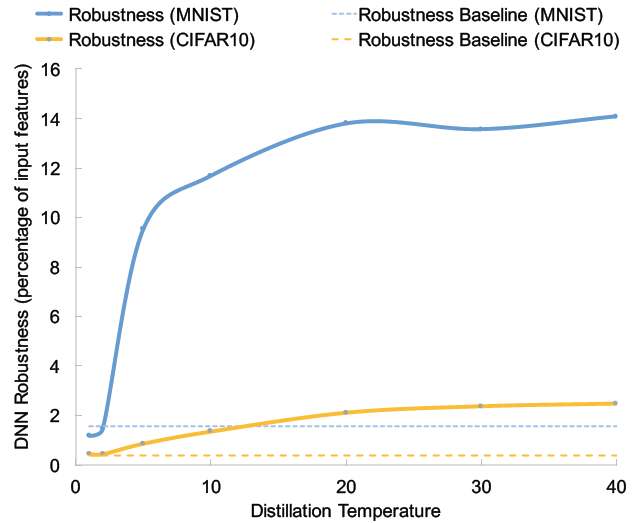 Robustness (MNIST)
Robustness Baseline (MNIST)
Robustness (CIFAR10)
Robustness Baseline (CIFAR10)
DNN Robustness (percentage of input features)
16
14
12
10
8
6
4
2
0
0
10
20
30
40
Distillation Temperature